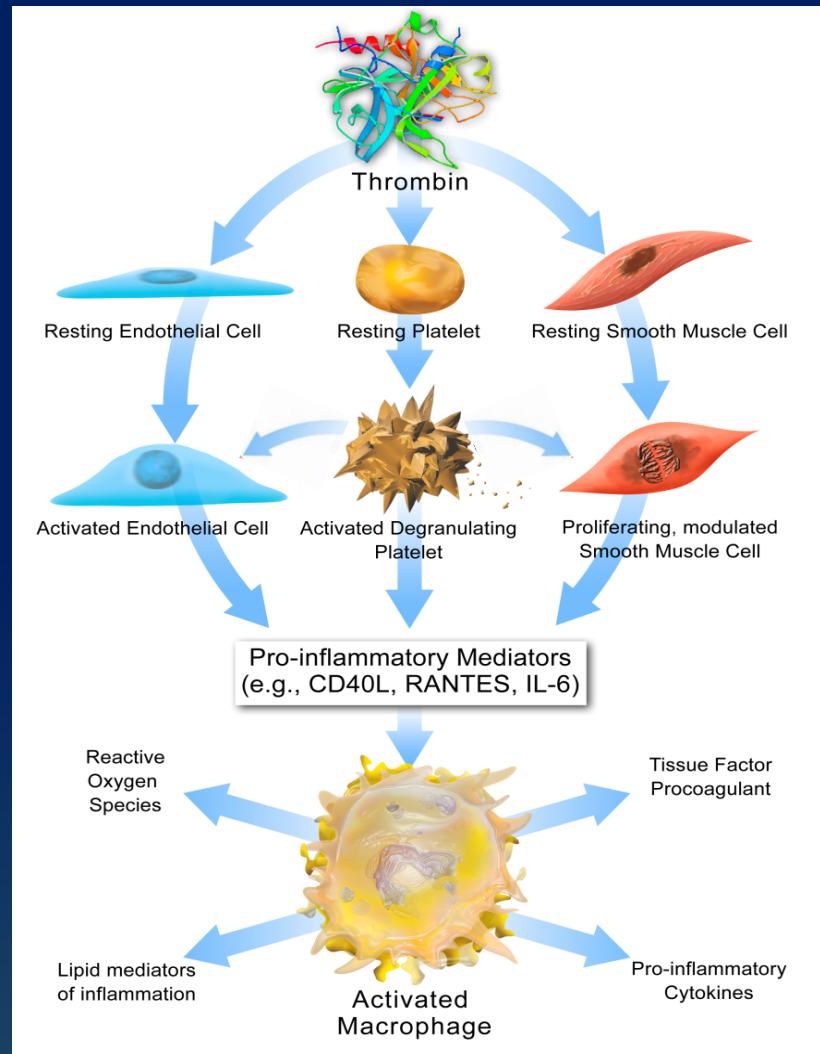 Thrombin
Resting Endothelial Cell
Resting Platelet
Resting Smooth Muscle Cell
Activated Endothelial Cell
Activated Degranulating
Platelet
Proliferating, modulated
Smooth Muscle Cell
Pro-inflammatory Mediators
(e.g., CD40L, RANTES, IL-6)
Reactive
Oxygen
Species
Tissue Factor
Procoagulant
Lipid mediators
of inflammation
Pro-inflammatory
Cytokines
Activated
Macrophage